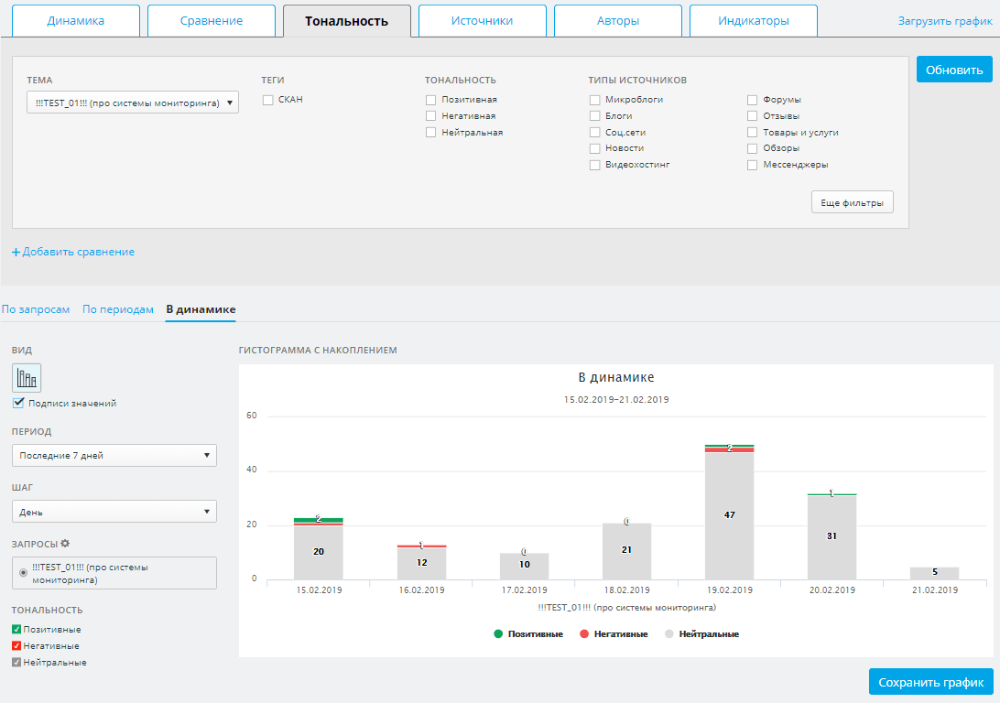 Динамика
Сравнение
Тональность
Источники
Авторы
Индикаторы
Загрузить график
ТЕМА
!!!TEST_01!!! (про системы мониторинга)
ТЕГИ
СКАН
ТОНАЛЬНОСТЬ
Позитивная
Негативная
Нейтральная
ТИПЫ ИСТОЧНИКОВ
Микроблоги
Блоги
Соц.сети
Новости
Видеохостинг
Форумы
Отзывы
Товары и услуги
Обзоры
Мессенджеры
Обновить
Еще фильтры
+Добавить сравнение
По запросам
По периодам
В динамике
ВИД
Подписи значений
ПЕРИОД
Последние 7 дней
ШАГ
День
ЗАПРОСЫ
!!!TEST_01!!! (про системы
мониторинга)
ТОНАЛЬНОСТЬ
Позитивные
Негативные
Нейтральные
ГИСТОГРАММА С НАКОПЛЕНИЕМ
В динамике
15.02.2019-21.02.2019
60
40
20
0
2
20
1
12
0
10
0
21
2
47
1
31
5
15.02.2019
16.02.2019
17.02.2019
18.02.2019
19.02.2019
20.02.2019
21.02.2019
!!!TEST_01!!! (про системы мониторинга)
Позитивные
Негативные
Нейтральные
Сохранить график